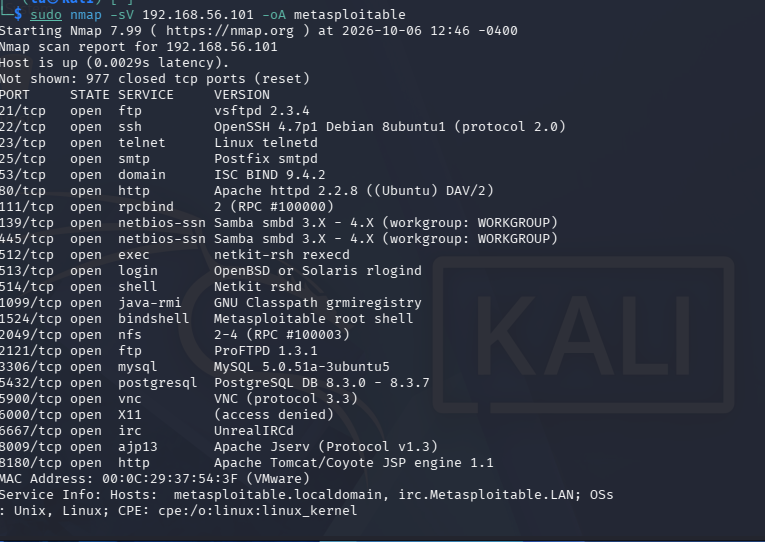 └─$ sudo nmap -sV 192.168.56.101 -oA metasploitable
Starting Nmap 7.99 ( https://nmap.org ) at 2026-10-06 12:46 -0400
Nmap scan report for 192.168.56.101
Host is up (0.0029s latency).
Not shown: 977 closed tcp ports (reset)
PORT     STATE SERVICE     VERSION
21/tcp   open  ftp         vsftpd 2.3.4
22/tcp   open  ssh         OpenSSH 4.7p1 Debian 8ubuntu1 (protocol 2.0)
23/tcp   open  telnet      Linux telnetd
25/tcp   open  smtp        Postfix smtpd
53/tcp   open  domain      ISC BIND 9.4.2
80/tcp   open  http        Apache httpd 2.2.8 ((Ubuntu) DAV/2)
111/tcp  open  rpcbind     2 (RPC #100000)
139/tcp  open  netbios-ssn Samba smbd 3.X - 4.X (workgroup: WORKGROUP)
445/tcp  open  netbios-ssn Samba smbd 3.X - 4.X (workgroup: WORKGROUP)
512/tcp  open  exec        netkit-rsh rexecd
513/tcp  open  login       OpenBSD or Solaris rlogind
514/tcp  open  shell       Netkit rshd
1099/tcp open  java-rmi    GNU Classpath grmiregistry
1524/tcp open  bindshell   Metasploitable root shell
2049/tcp open  nfs         2-4 (RPC #100003)
2121/tcp open  ftp         ProFTPD 1.3.1
3306/tcp open  mysql       MySQL 5.0.51a-3ubuntu5
5432/tcp open  postgresql  PostgreSQL DB 8.3.0 - 8.3.7
5900/tcp open  vnc         VNC (protocol 3.3)
6000/tcp open  X11         (access denied)
6667/tcp open  irc         UnrealIRCd
8009/tcp open  ajp13       Apache Jserv (Protocol v1.3)
8180/tcp open  http        Apache Tomcat/Coyote JSP engine 1.1
MAC Address: 00:0C:29:37:54:3F (VMware)
Service Info: Hosts:  metasploitable.localdomain, irc.Metasploitable.LAN; OSs
: Unix, Linux; CPE: cpe:/o:linux:linux_kernel
KALI